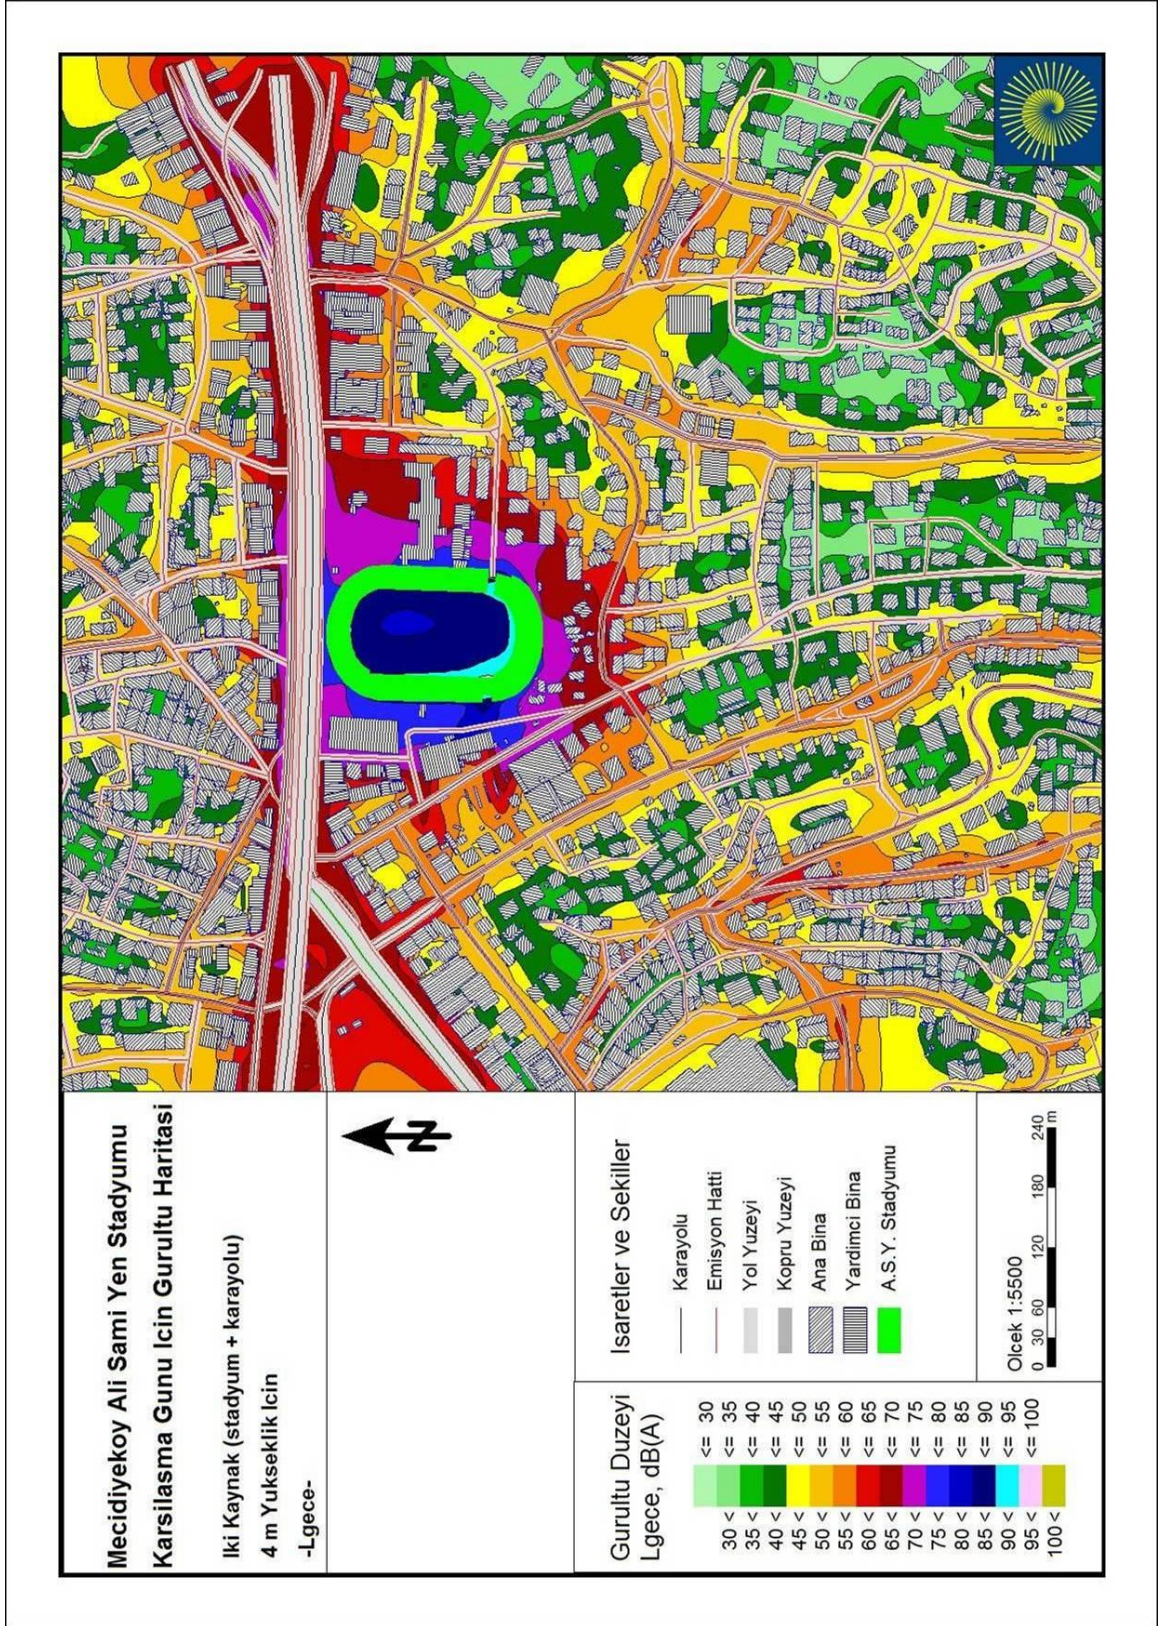 Mecidiyekoy Ali Sami Yen Stadyumu
Karsilasma Gunu Icin Gurultu Haritasi
Iki Kaynak (stadyum + karayolu)
4 m Yukseklik Icin
-Lgece-
N
Gurultu Duzeyi
Lgece, dB(A)
<= 30
30 < <= 35
35 < <= 40
40 < <= 45
45 < <= 50
50 < <= 55
55 < <= 60
60 < <= 65
65 < <= 70
70 < <= 75
75 < <= 80
80 < <= 85
85 < <= 90
90 < <= 95
95 < <= 100
100 <
Isaretler ve Sekiller
Karayolu
Emisyon Hatti
Yol Yuzeyi
Kopru Yuzeyi
Ana Bina
Yardimci Bina
A.S.Y. Stadyumu
Olcek 1:5500
0 30 60 120 180 240
m